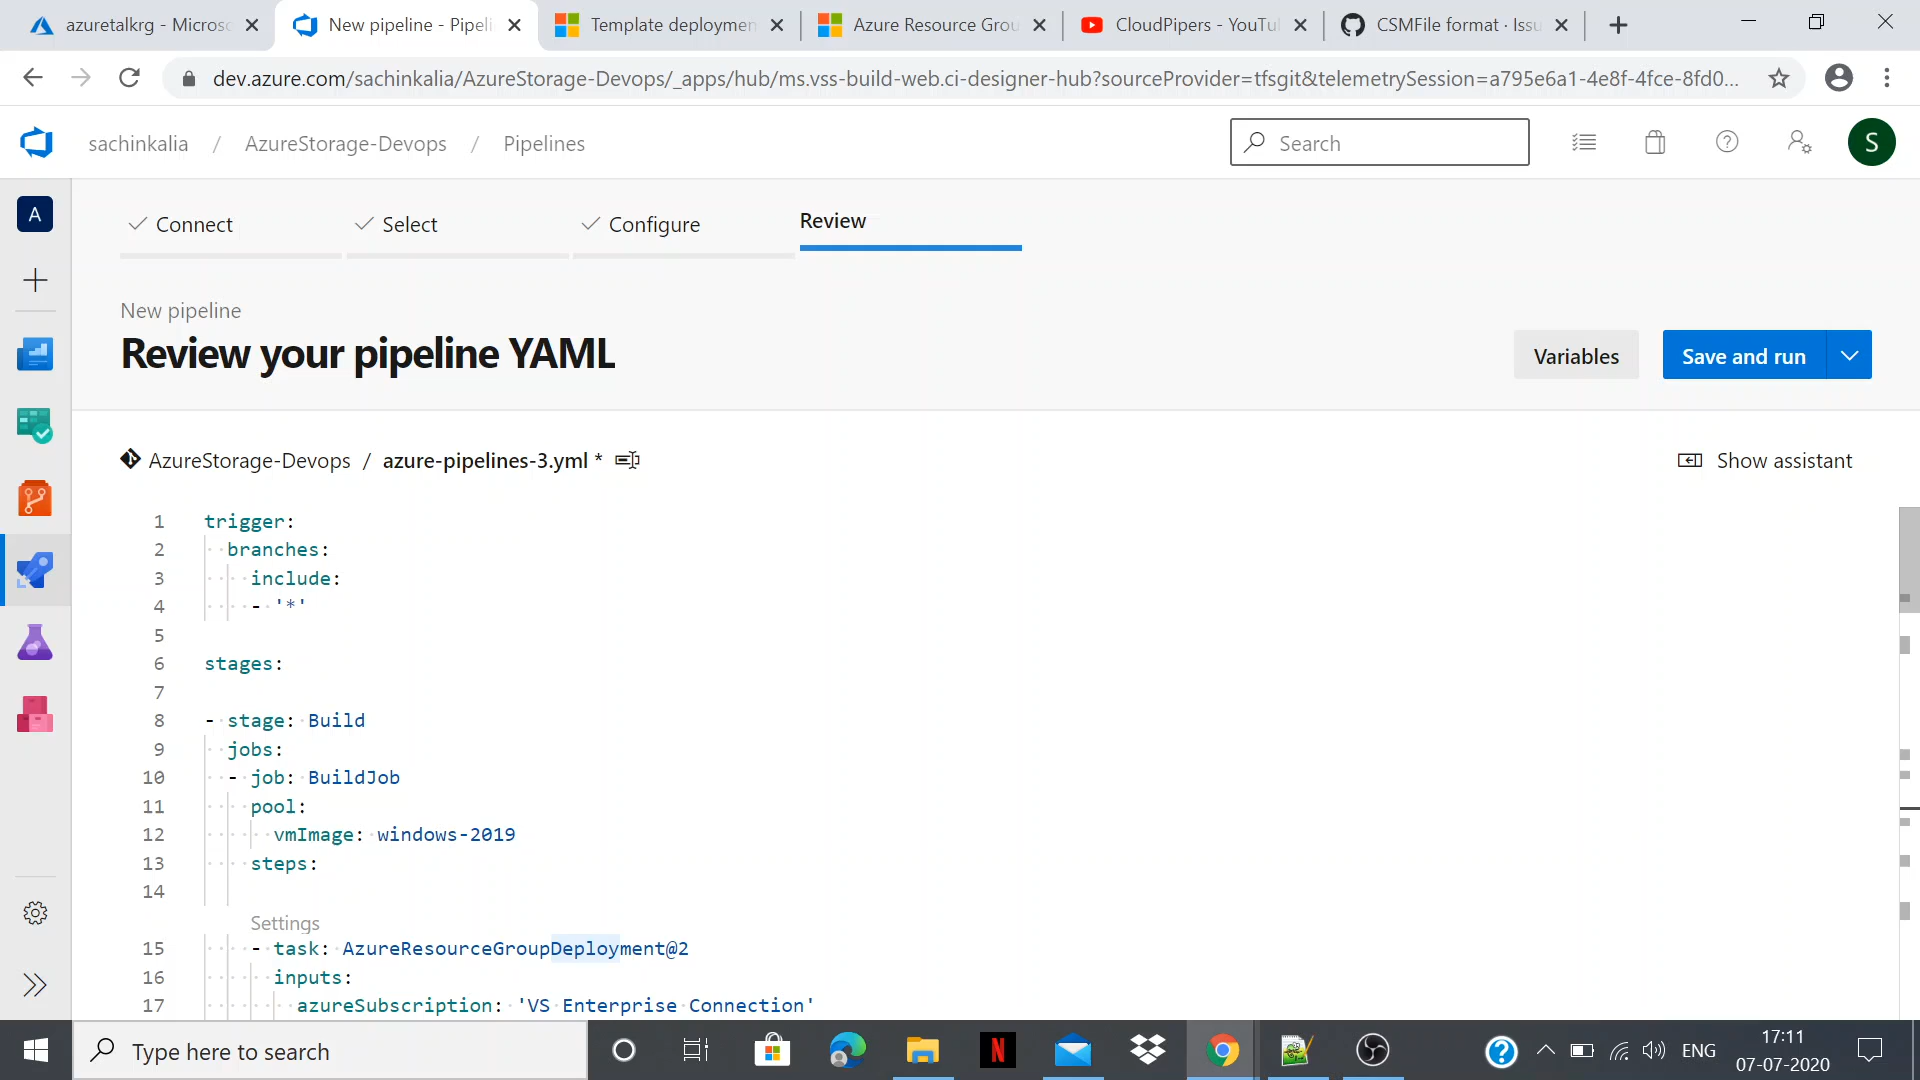 azuretalkrg - Micros
New pipeline - Pipeli
Template deploymen
Azure Resource Grou
CloudPipers - YouTu
CSMFile format · Issu
dev.azure.com/sachinkalia/AzureStorage-Devops/_apps/hub/ms.vss-build-web.ci-designer-hub?sourceProvider=tfsgit&telemetrySession=a795e6a1-4e8f-4fce-8fd0...
sachinkalia / AzureStorage-Devops / Pipelines
Search
S
A
Connect
Select
Configure
Review
New pipeline
Review your pipeline YAML
Variables
Save and run
AzureStorage-Devops / azure-pipelines-3.yml *
Show assistant
1 trigger:
2 branches:
3 include:
4 - '*'
5
6 stages:
7
8 - stage: Build
9 jobs:
10 - job: BuildJob
11 pool:
12 vmImage: windows-2019
13 steps:
14
Settings
15 - task: AzureResourceGroupDeployment@2
16 inputs:
17 azureSubscription: 'VS Enterprise Connection'
Type here to search
N
ENG
17:11
07-07-2020